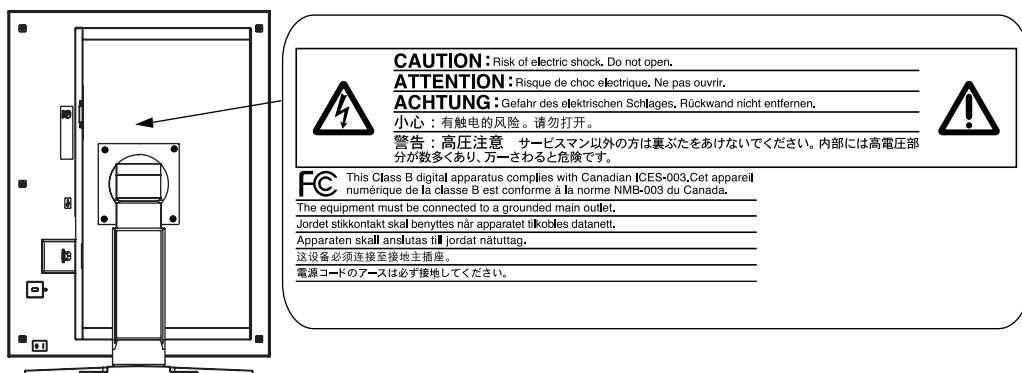 CAUTION : Risk of electric shock. Do not open.
ATTENTION : Risque de choc electrique. Ne pas ouvrir.
ACHTUNG : Gefahr des elektrischen Schlages. Rückwand nicht entfernen.
小心 : 有触电的风险。请勿打开。
警告 : 高圧注意 サービスマン以外の方は裏ぶたをあけないでください。内部には高電圧部
分が数多くあり、万一さわると危険です。
FC This Class B digital apparatus complies with Canadian ICES-003.Cet appareil
numérique de la classe B est conforme à la norme NMB-003 du Canada.
The equipment must be connected to a grounded main outlet.
Jordet stikkontakt skal benyttes når apparatet tilkobles datanett.
Apparaten skall anslutas till jordat nätuttag.
这设备必须连接至接地主插座。
電源コードのアースは必ず接地してください。